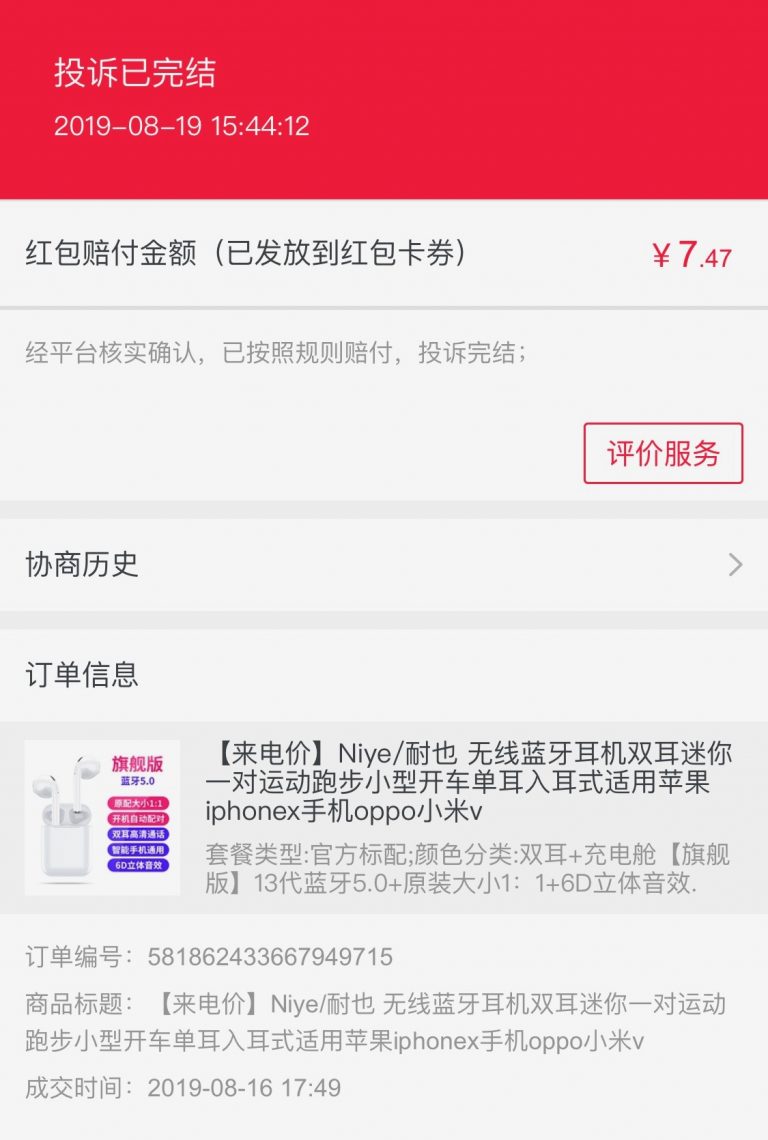 投诉已完结
2019-08-19 15:44:12
红包赔付金额（已发放到红包卡券）
¥7.47
经平台核实确认，已按照规则赔付，投诉完结；
评价服务
协商历史
订单信息
旗舰版
蓝牙5.0
原配大小1:1
开机自动配对
双耳高清通话
智能手机通用
6D立体音效
【来电价】Niye/耐也 无线蓝牙耳机双耳迷你
一对运动跑步小型开车单耳入耳式适用苹果
iphonex手机oppo小米v
套餐类型:官方标配;颜色分类:双耳+充电舱【旗舰
版】13代蓝牙5.0+原装大小1：1+6D立体音效.
订单编号：581862433667949715
商品标题：【来电价】Niye/耐也 无线蓝牙耳机双耳迷你一对运动
跑步小型开车单耳入耳式适用苹果iphonex手机oppo小米v
成交时间：2019-08-16 17:49